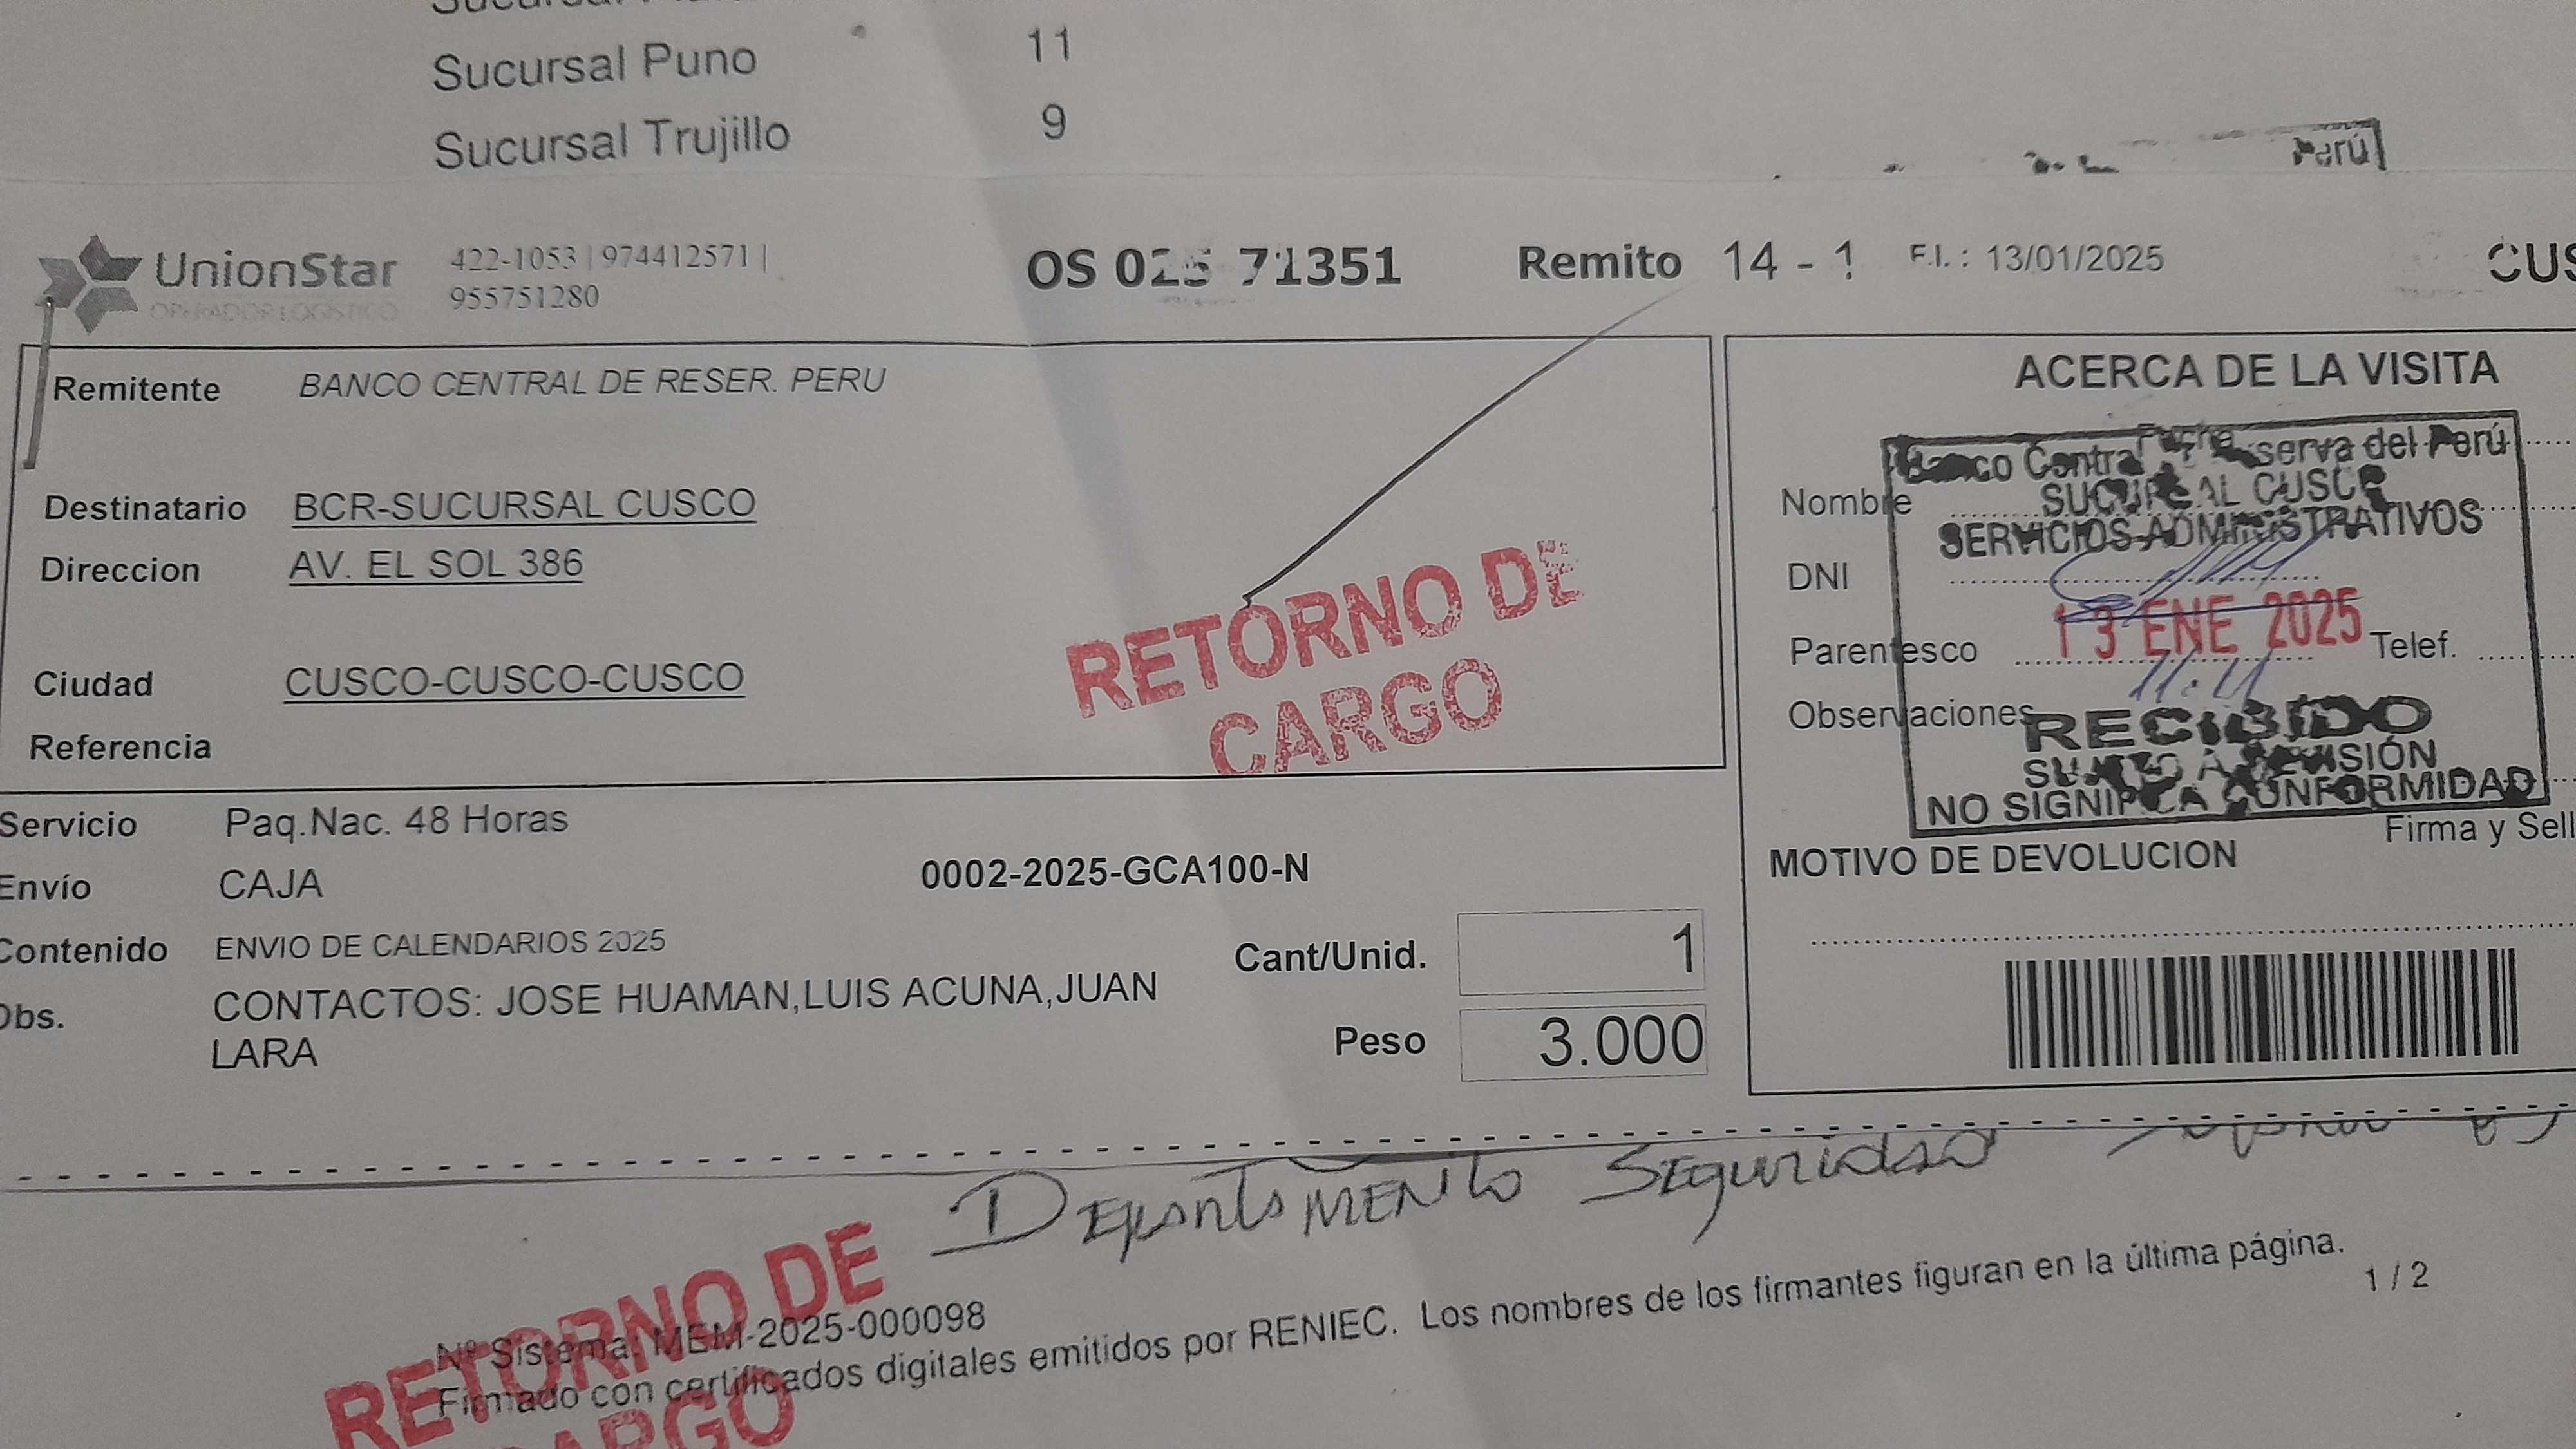 Sucursal Puno 11
Sucursal Trujillo 9
Perú
UnionStar
OPERADOR LOGISTICO
422-1053 | 974412571 |
955751280
OS 025 71351
Remito 14 - 1
F.I. : 13/01/2025
CUS
Remitente BANCO CENTRAL DE RESER. PERU
Destinatario BCR-SUCURSAL CUSCO
Direccion AV. EL SOL 386
Ciudad CUSCO-CUSCO-CUSCO
Referencia
RETORNO DE
CARGO
Servicio Paq.Nac. 48 Horas
Envío CAJA
0002-2025-GCA100-N
Contenido ENVIO DE CALENDARIOS 2025
Obs. CONTACTOS: JOSE HUAMAN,LUIS ACUNA,JUAN
LARA
Cant/Unid. 1
Peso 3.000
ACERCA DE LA VISITA
Fecha
Nombre
DNI
Parentesco
Telef.
Observaciones
Banco Central Reserva del Perú
SUCURSAL CUSCO
SERVICIOS ADMINISTRATIVOS
13 ENE 2025
RECIBIDO
SUJETO A REVISIÓN
NO SIGNIFICA CONFORMIDAD
Firma y Sell
MOTIVO DE DEVOLUCION
Departamento Seguridad
RETORNO DE
CARGO
Nº Sistema: MEM-2025-000098
Firmado con certificados digitales emitidos por RENIEC. Los nombres de los firmantes figuran en la última página.
1 / 2